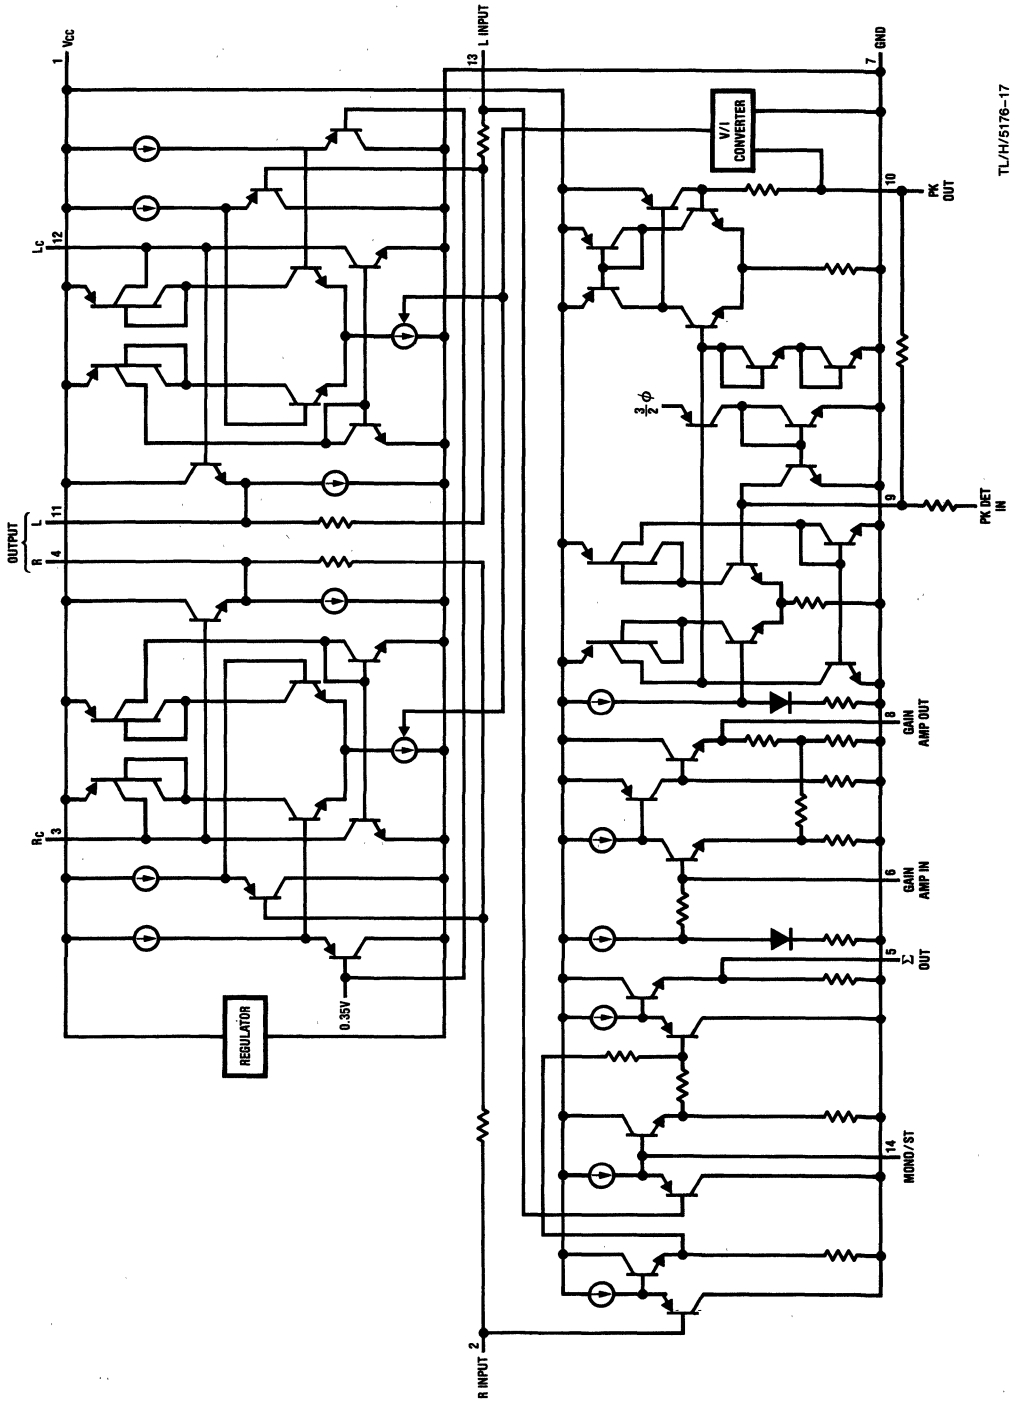 1 VCC
LC 12
OUTPUT
L 11
R 4
RC 3
REGULATOR
0.35V
13 L INPUT
2 R INPUT
7 GND
V/I
CONVERTER
10
PK
OUT
3/2 ϕ
9
PK DET
IN
8
GAIN
AMP OUT
6
GAIN
AMP IN
5
Σ
OUT
14
MONO/ST
TL/H/5176–17